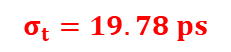 σt = 19.78 ps